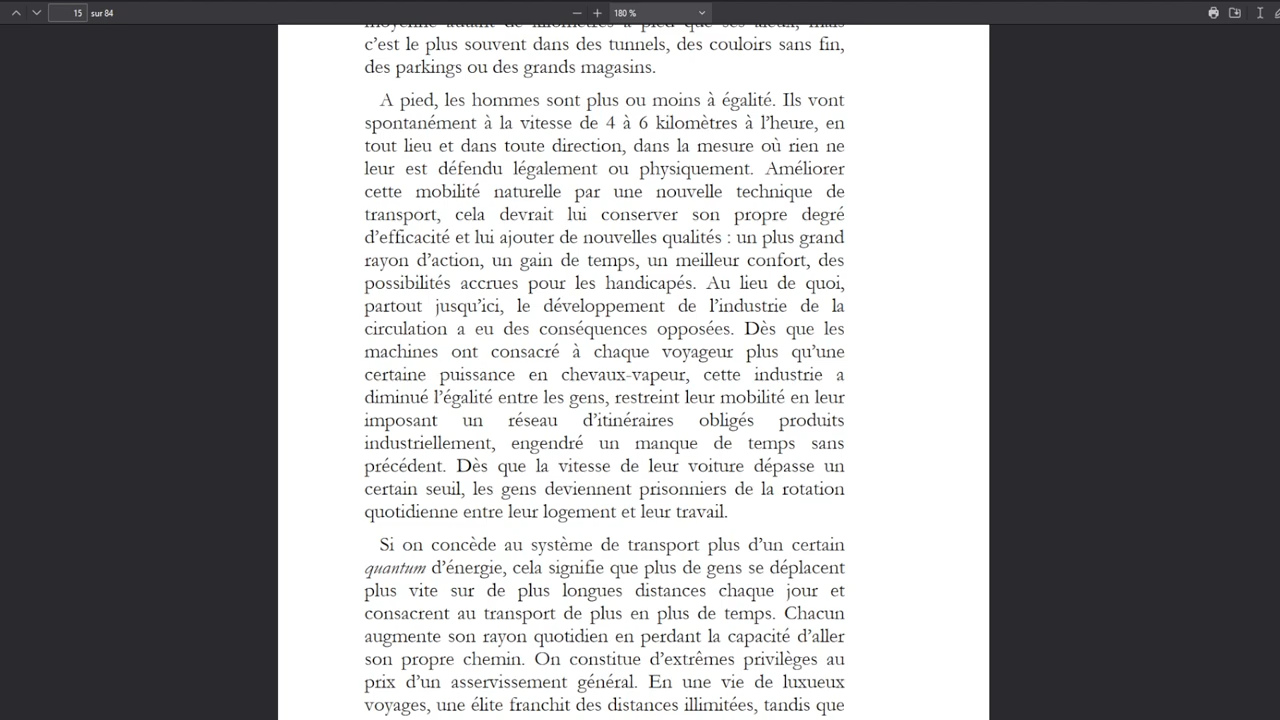 15 sur 84 180 %
moyenne autant de kilomètres à pied que ses aïeux, mais
c’est le plus souvent dans des tunnels, des couloirs sans fin,
des parkings ou des grands magasins.
A pied, les hommes sont plus ou moins à égalité. Ils vont
spontanément à la vitesse de 4 à 6 kilomètres à l’heure, en
tout lieu et dans toute direction, dans la mesure où rien ne
leur est défendu légalement ou physiquement. Améliorer
cette mobilité naturelle par une nouvelle technique de
transport, cela devrait lui conserver son propre degré
d’efficacité et lui ajouter de nouvelles qualités : un plus grand
rayon d’action, un gain de temps, un meilleur confort, des
possibilités accrues pour les handicapés. Au lieu de quoi,
partout jusqu’ici, le développement de l’industrie de la
circulation a eu des conséquences opposées. Dès que les
machines ont consacré à chaque voyageur plus qu’une
certaine puissance en chevaux-vapeur, cette industrie a
diminué l’égalité entre les gens, restreint leur mobilité en leur
imposant un réseau d’itinéraires obligés produits
industriellement, engendré un manque de temps sans
précédent. Dès que la vitesse de leur voiture dépasse un
certain seuil, les gens deviennent prisonniers de la rotation
quotidienne entre leur logement et leur travail.
Si on concède au système de transport plus d’un certain
quantum d’énergie, cela signifie que plus de gens se déplacent
plus vite sur de plus longues distances chaque jour et
consacrent au transport de plus en plus de temps. Chacun
augmente son rayon quotidien en perdant la capacité d’aller
son propre chemin. On constitue d’extrêmes privilèges au
prix d’un asservissement général. En une vie de luxueux
voyages, une élite franchit des distances illimitées, tandis que